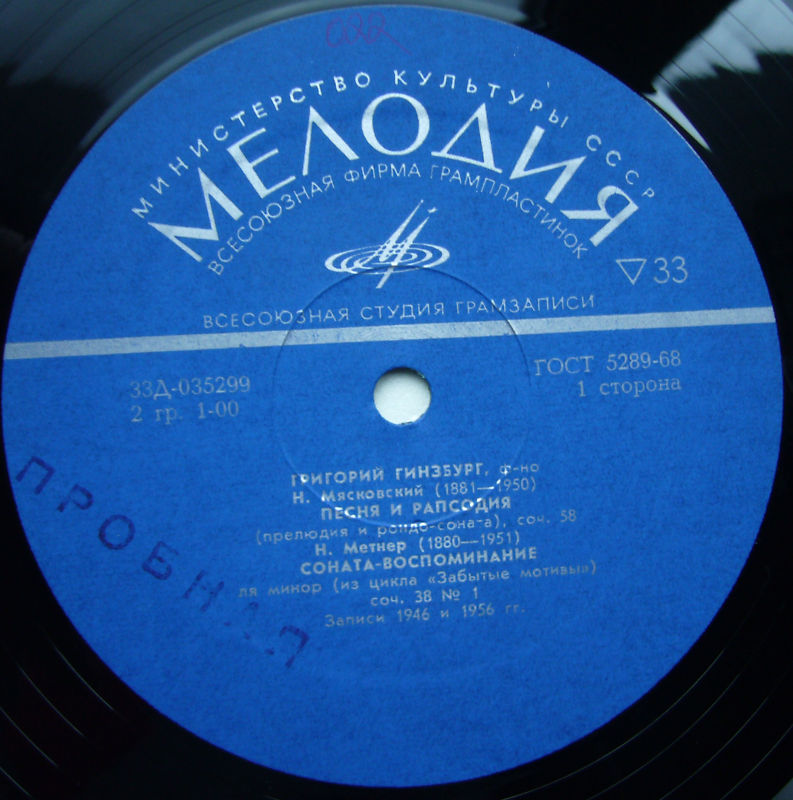 МИНИСТЕРСТВО КУЛЬТУРЫ СССР
МЕЛОДИЯ
ВСЕСОЮЗНАЯ ФИРМА ГРАМПЛАСТИНОК
33
ВСЕСОЮЗНАЯ СТУДИЯ ГРАМЗАПИСИ
33Д-035299
2 гр. 1-00
ГОСТ 5289-68
1 сторона
ГРИГОРИЙ ГИНЗБУРГ, ф-но
Н. Мясковский (1881—1950)
ПЕСНЯ И РАПСОДИЯ
(прелюдия и рондо-соната), соч. 58
Н. Метнер (1880—1951)
СОНАТА-ВОСПОМИНАНИЕ
ля минор (из цикла «Забытые мотивы»)
соч. 38 № 1
Записи 1946 и 1956 гг.
ПРОБНАЯ